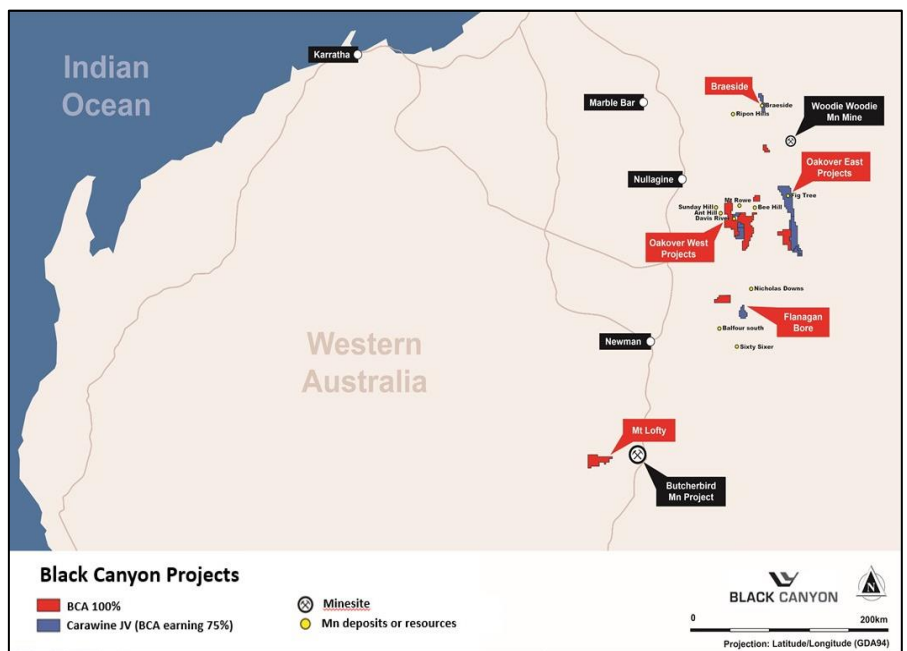 Indian
Ocean
Karratha
Marble Bar
Braeside
Braeside
Ripon Hills
Woodie Woodie
Mn Mine
Nullagine
Oakover East
Projects
Fig Tree
Mt Rowe
Sunday Hill
Bee Hill
Ant Hill
Davis River
Oakover West
Projects
Nicholas Downs
Flanagan
Bore
Balfour south
Newman
Sixty Sixer
Western
Australia
Mt Lofty
Butcherbird
Mn Project
Black Canyon Projects
BCA 100%
Carawine JV (BCA earning 75%)
Minesite
Mn deposits or resources
BLACK CANYON
N
0 200km
Projection: Latitude/Longitude (GDA94)